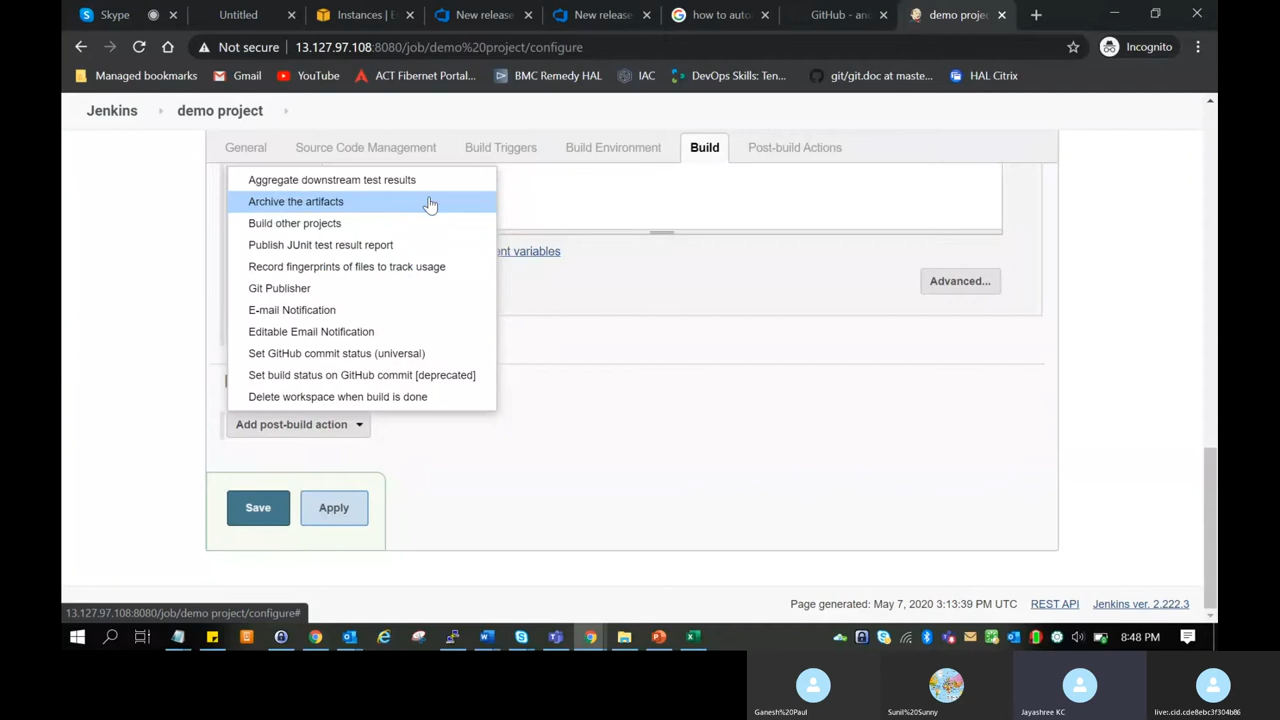 Skype
Untitled
Instances | E
New release
New release
how to auto
GitHub - an
demo proje
Not secure
13.127.97.108:8080/job/demo%20project/configure
Incognito
Managed bookmarks
Gmail
YouTube
ACT Fibernet Portal...
BMC Remedy HAL
IAC
DevOps Skills: Ten...
git/git.doc at maste...
HAL Citrix
Jenkins
demo project
General
Source Code Management
Build Triggers
Build Environment
Build
Post-build Actions
Aggregate downstream test results
Archive the artifacts
Build other projects
Publish JUnit test result report
ent variables
Record fingerprints of files to track usage
Advanced...
Git Publisher
E-mail Notification
Editable Email Notification
Set GitHub commit status (universal)
Set build status on GitHub commit [deprecated]
Delete workspace when build is done
Add post-build action
Save
Apply
Page generated: May 7, 2020 3:13:39 PM UTC
REST API
Jenkins ver. 2.222.3
13.127.97.108:8080/job/demo project/configure#
8:48 PM
Ganesh%20Paul
Sunil%20Sunny
Jayashree KC
live:.cid.cde8ebc3f304b86